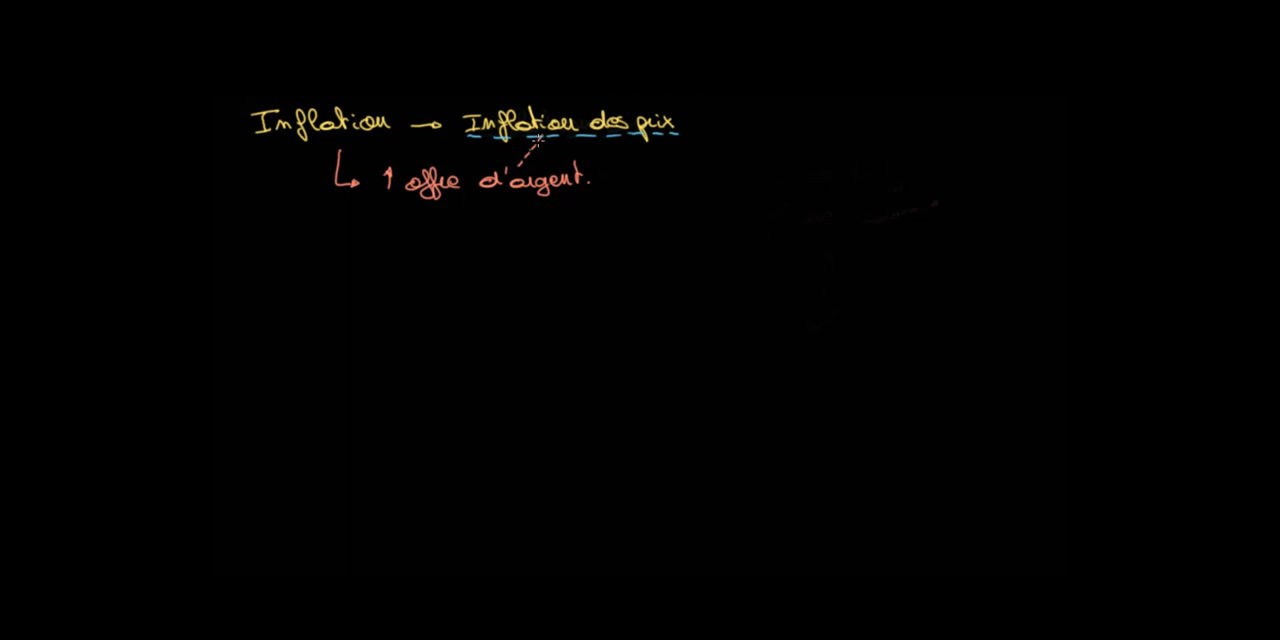 Inflation → Inflation des prix
↳ ↑ offre d'argent.